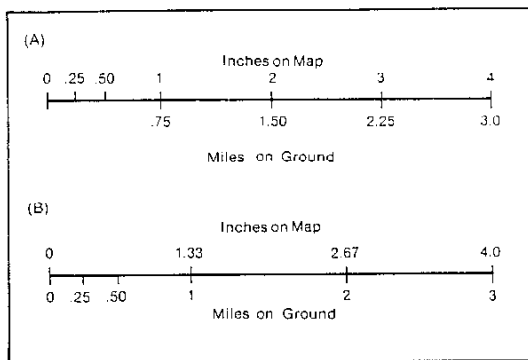 (A)
Inches on Map
0 .25 .50 1 2 3 4
.75 1.50 2.25 3.0
Miles on Ground
(B)
Inches on Map
0 1.33 2.67 4.0
0 .25 .50 1 2 3
Miles on Ground